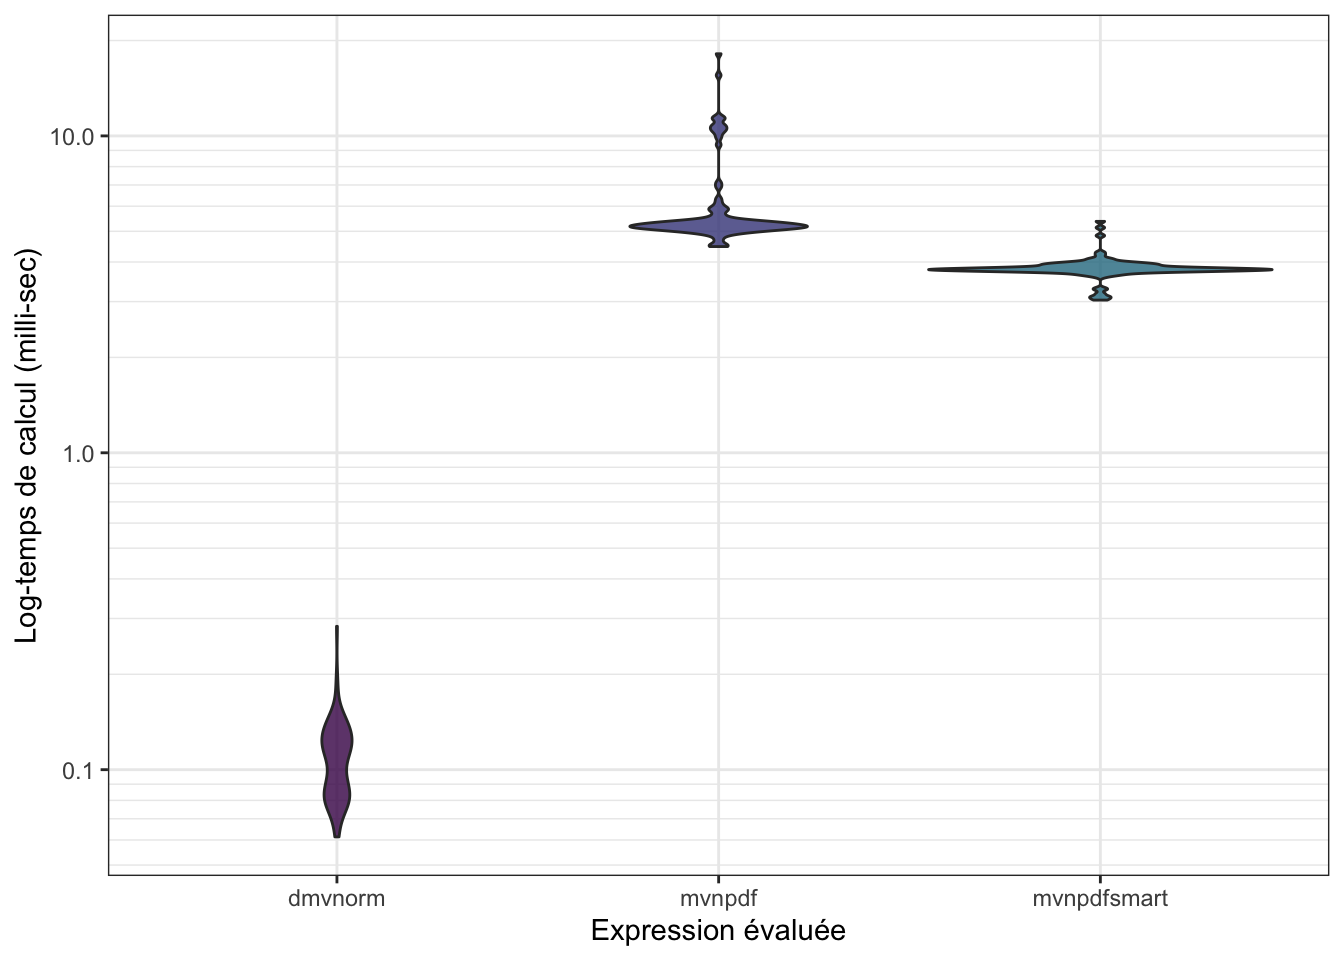 Log-temps de calcul (milli-sec)
10.0
1.0
0.1
dmvnorm
mvnpdf
mvnpdfsmart
Expression évaluée